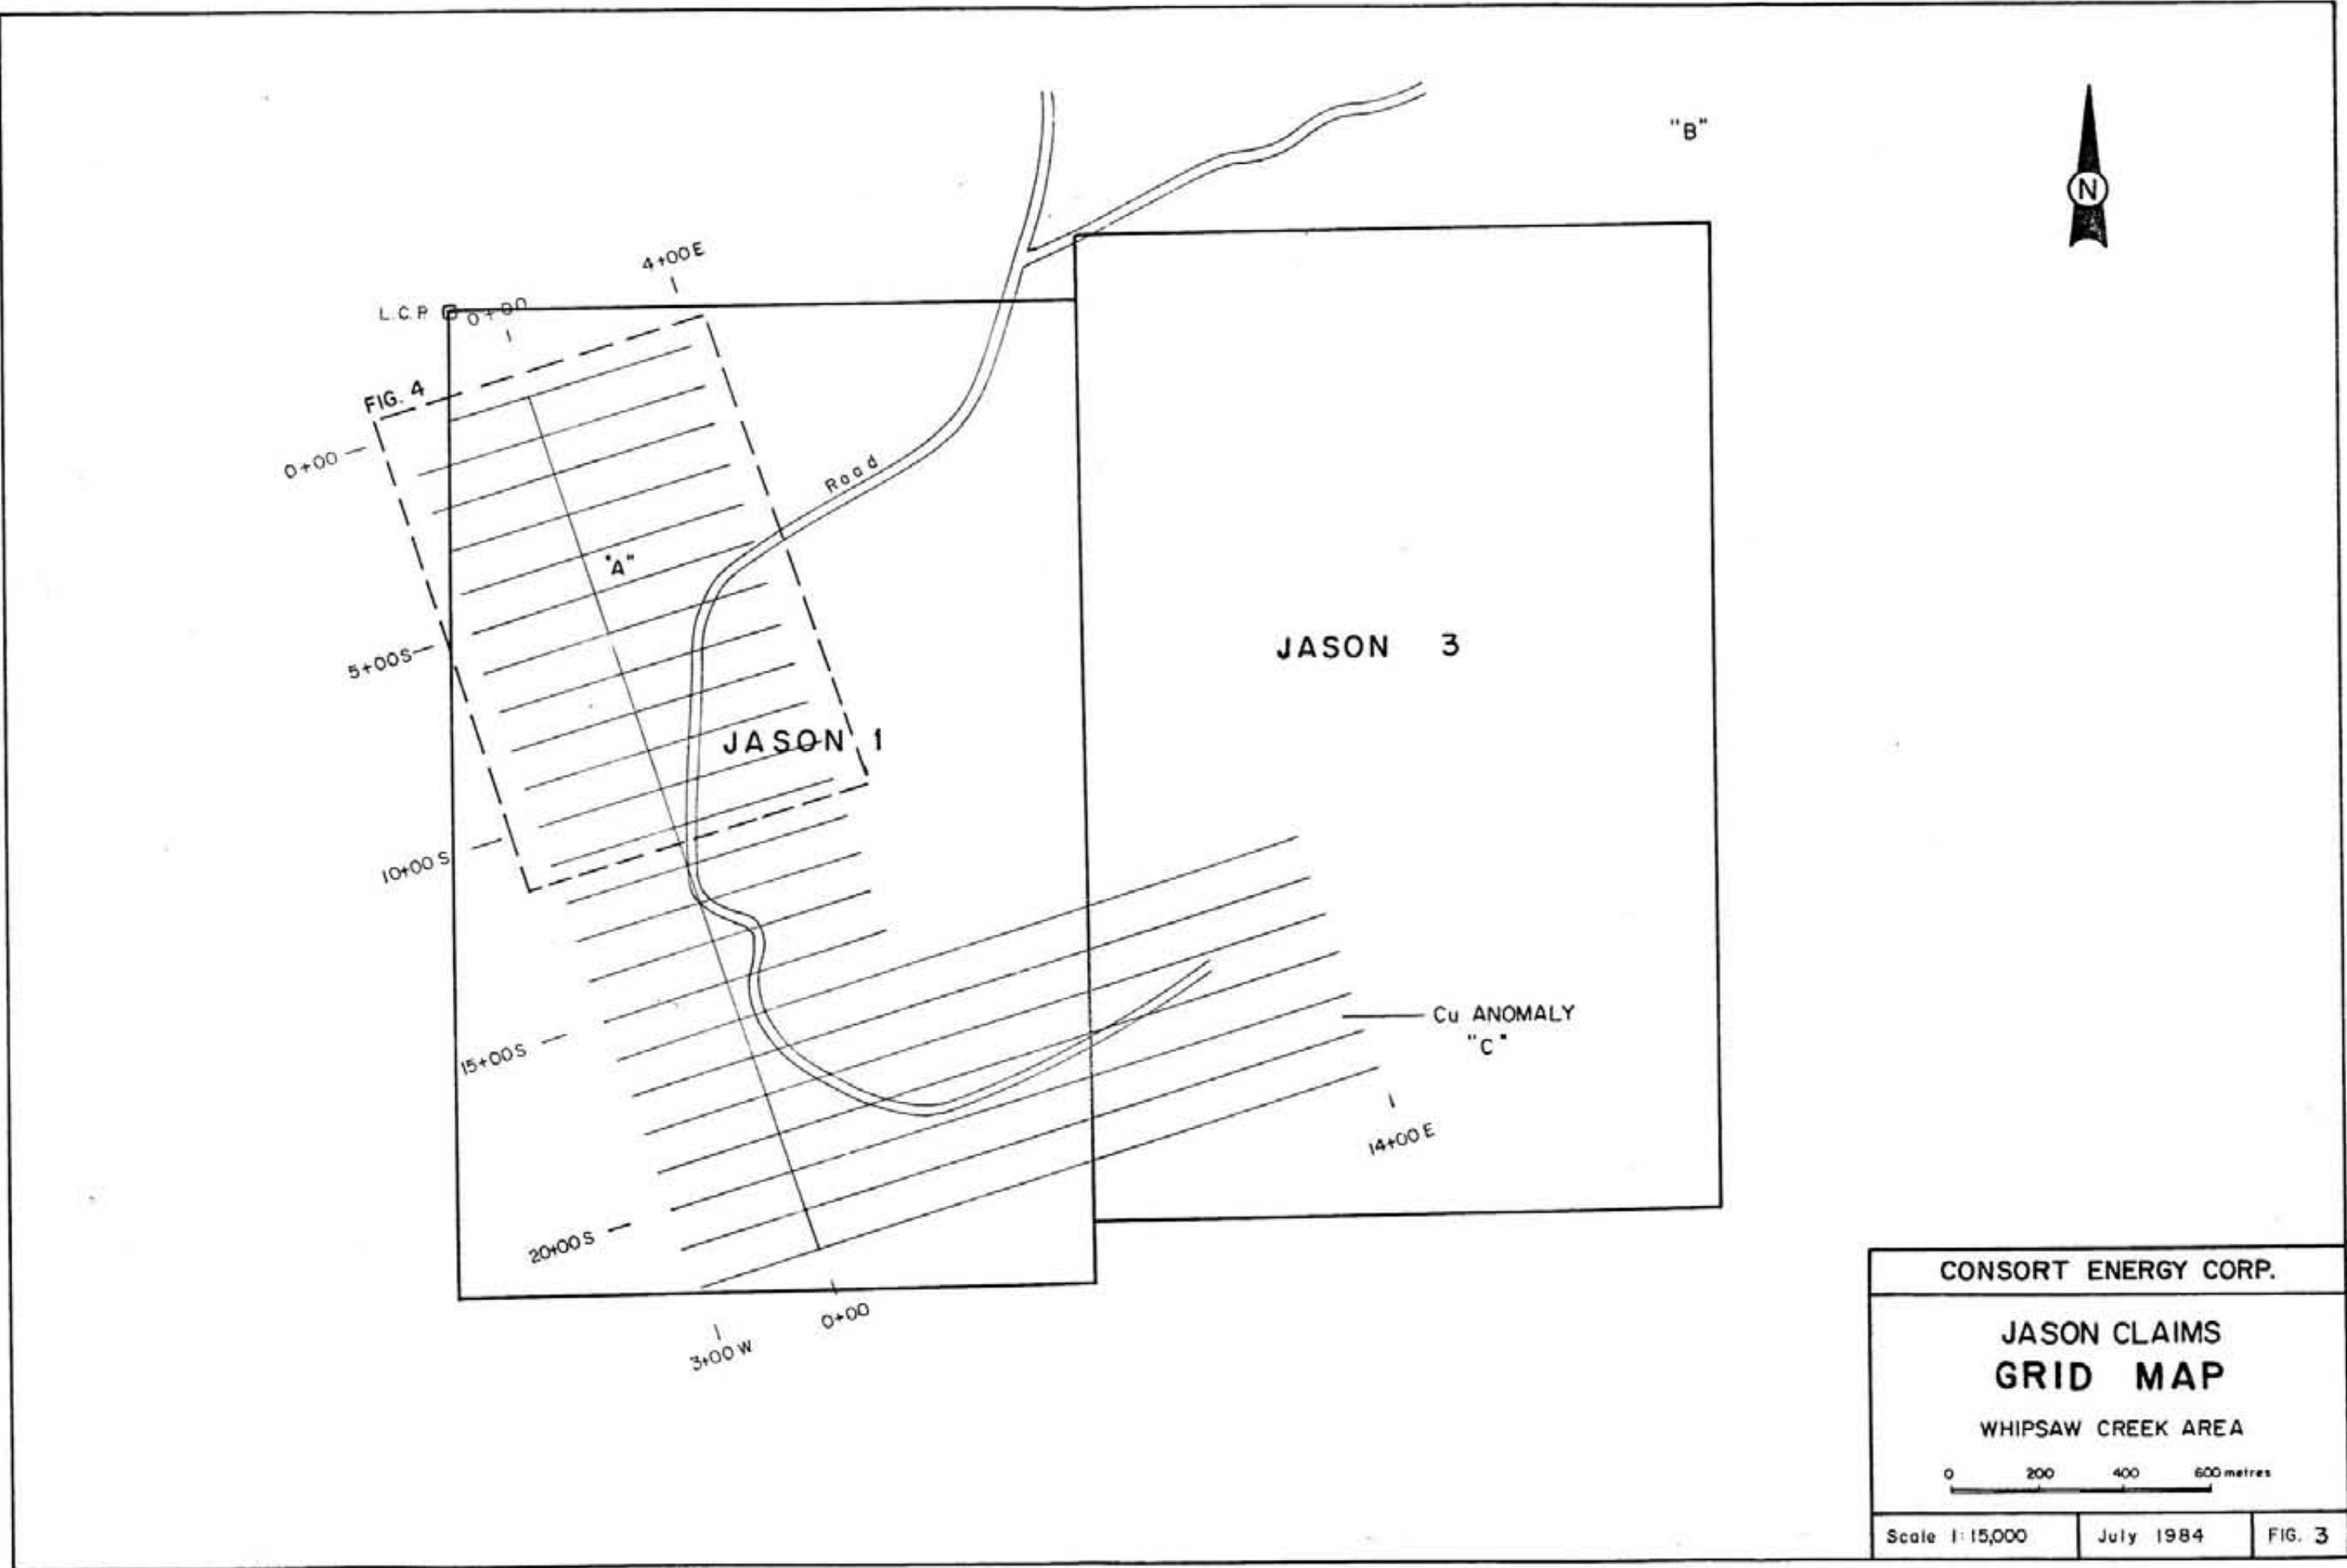 "B"
N
4+00E
L.C.P.
0+00
FIG. 4
0+00
Road
"A"
5+00S
JASON 3
JASON 1
10+00S
Cu ANOMALY
"C"
15+00S
14+00E
20+00S
0+00
3+00W
CONSORT ENERGY CORP.
JASON CLAIMS
GRID MAP
WHIPSAW CREEK AREA
0 200 400 600 metres
Scale 1:15,000 July 1984 FIG. 3